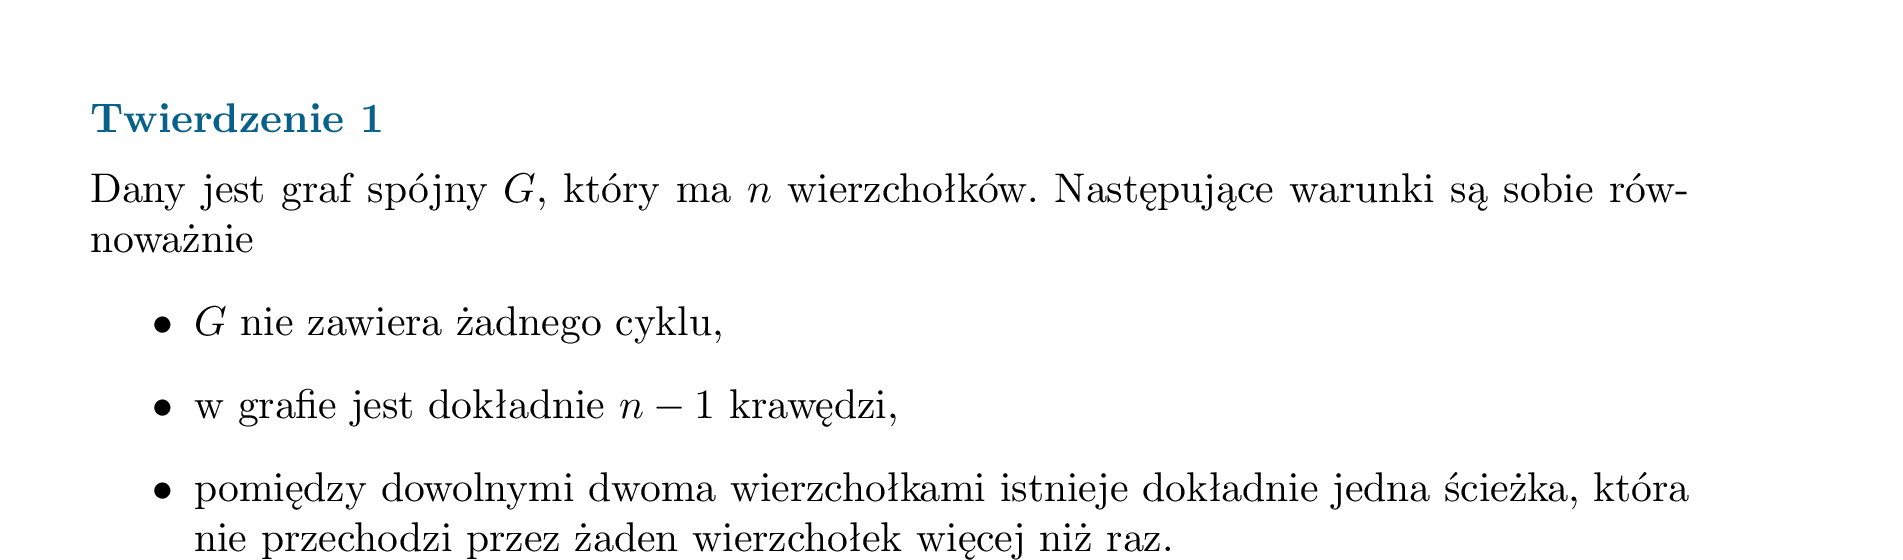 Twierdzenie 1
Dany jest graf spójny G, który ma n wierzchołków. Następujące warunki są sobie rów-
noważnie
• G nie zawiera żadnego cyklu,
• w grafie jest dokładnie n − 1 krawędzi,
• pomiędzy dowolnymi dwoma wierzchołkami istnieje dokładnie jedna ścieżka, która
nie przechodzi przez żaden wierzchołek więcej niż raz.